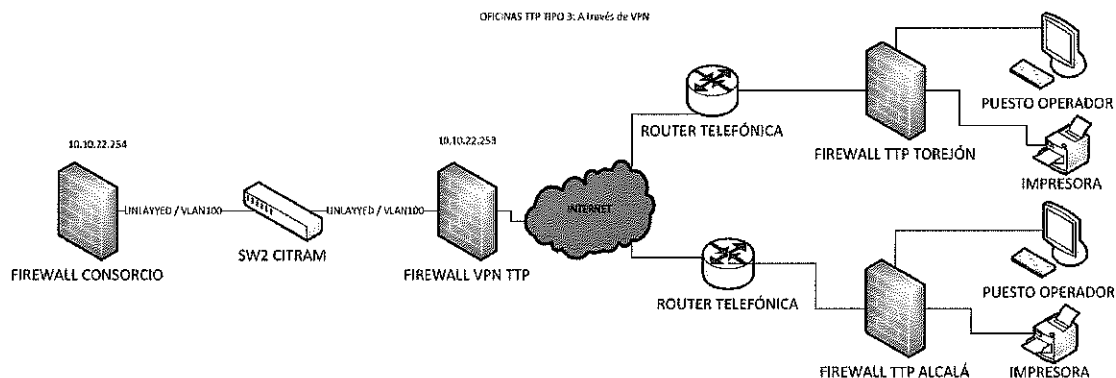 OFICINAS TTP TIPO 3: A través de VPN
PUESTO OPERADOR
ROUTER TELEFÓNICA
FIREWALL TTP TOREJÓN
IMPRESORA
10.10.22.254
10.10.22.253
UNLAYYED / VLAN100
UNLAYYED / VLAN100
INTERNET
SW2 CITRAM
FIREWALL CONSORCIO
FIREWALL VPN TTP
PUESTO OPERADOR
ROUTER TELEFÓNICA
FIREWALL TTP ALCALÁ
IMPRESORA